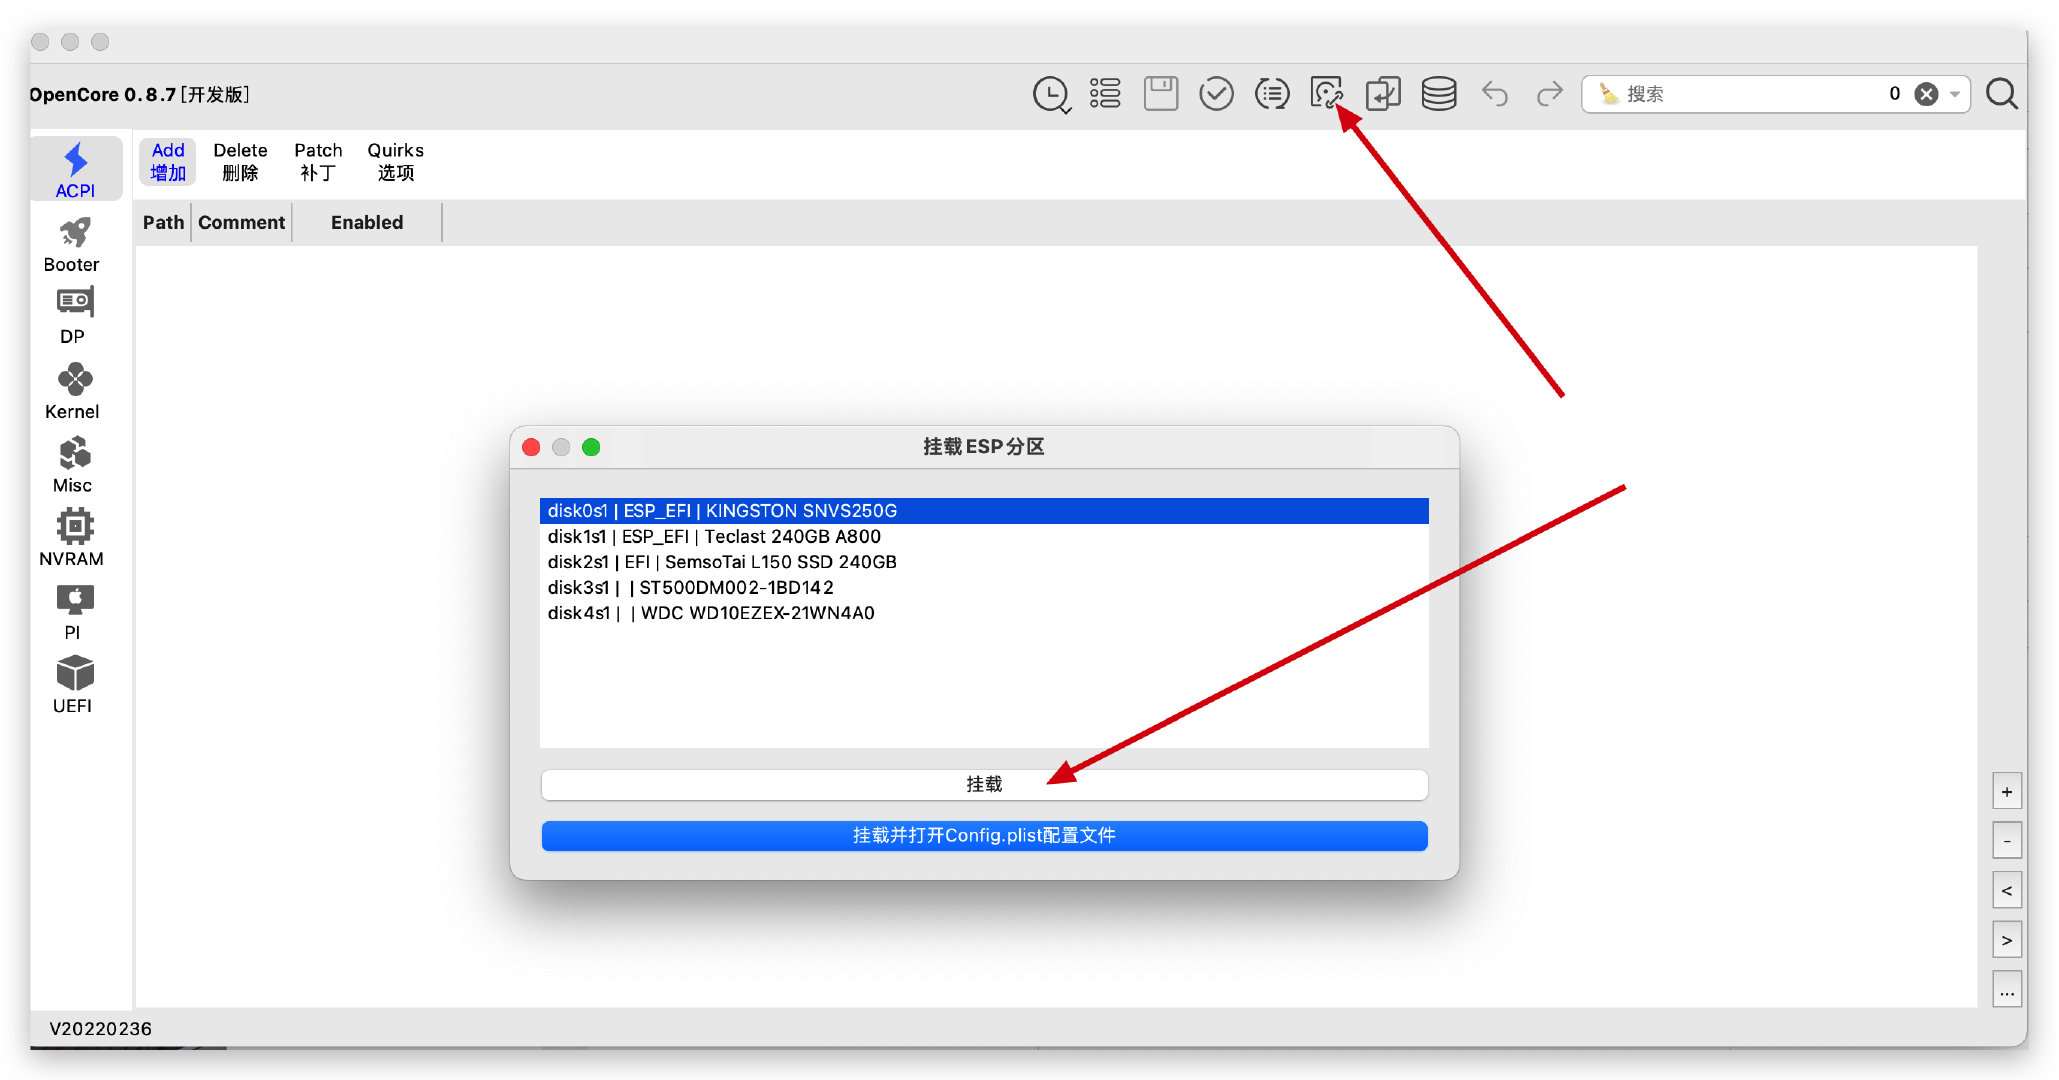 OpenCore 0.8.7 [开发版]
搜索 0
ACPI
Booter
DP
Kernel
Misc
NVRAM
PI
UEFI
Add Delete Patch Quirks
增加 删除 补丁 选项
Path Comment Enabled
挂载ESP分区
disk0s1 | ESP_EFI | KINGSTON SNVS250G
disk1s1 | ESP_EFI | Teclast 240GB A800
disk2s1 | EFI | SemsoTai L150 SSD 240GB
disk3s1 | | ST500DM002-1BD142
disk4s1 | | WDC WD10EZEX-21WN4A0
挂载
挂载并打开Config.plist配置文件
+
-
<
>
...
V20220236